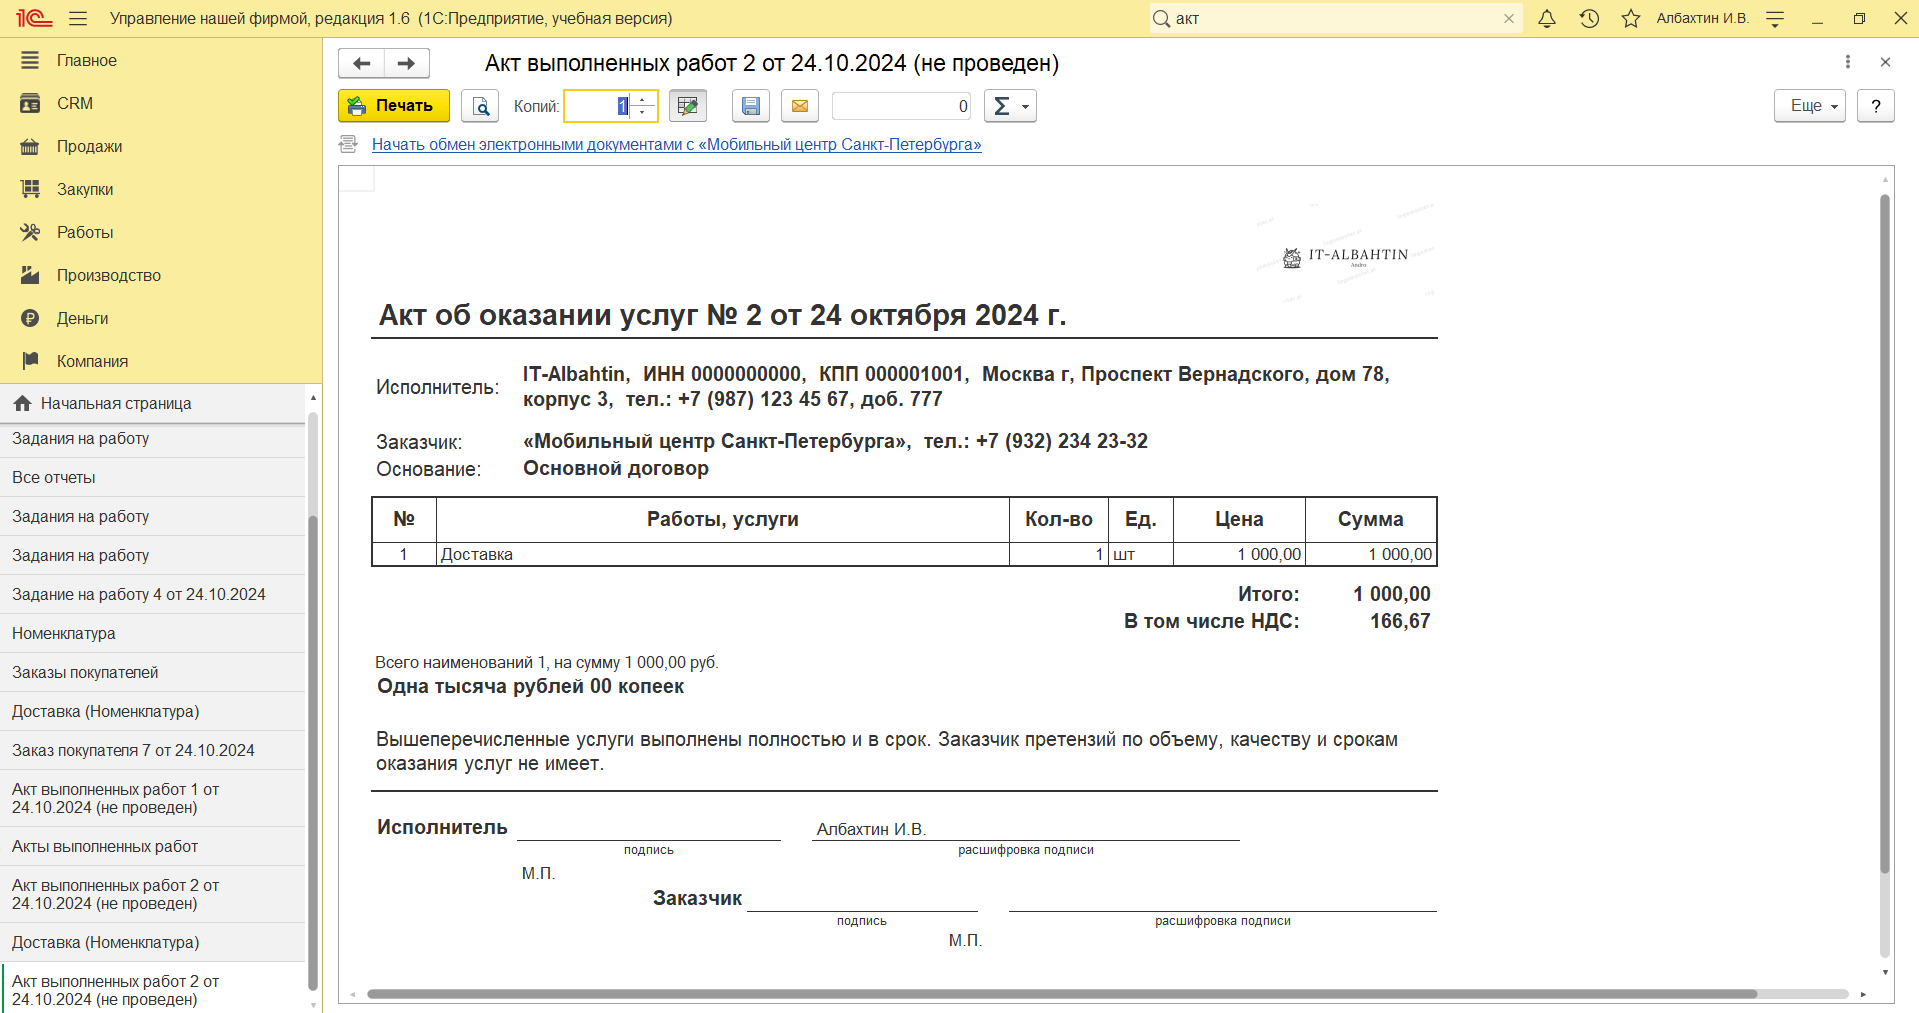 1С Управление нашей фирмой, редакция 1.6 (1С:Предприятие, учебная версия) акт Албахтин И.В.
Главное
CRM
Продажи
Закупки
Работы
Производство
Деньги
Компания
Начальная страница
Задания на работу
Все отчеты
Задания на работу
Задания на работу
Задание на работу 4 от 24.10.2024
Номенклатура
Заказы покупателей
Доставка (Номенклатура)
Заказ покупателя 7 от 24.10.2024
Акт выполненных работ 1 от
24.10.2024 (не проведен)
Акты выполненных работ
Акт выполненных работ 2 от
24.10.2024 (не проведен)
Доставка (Номенклатура)
Акт выполненных работ 2 от
24.10.2024 (не проведен)
Акт выполненных работ 2 от 24.10.2024 (не проведен)
Печать Копий: 1 0 Σ Еще ?
Начать обмен электронными документами с «Мобильный центр Санкт-Петербурга»
IT-ALBAHTIN
Акт об оказании услуг № 2 от 24 октября 2024 г.
Исполнитель: IT-Albahtin, ИНН 0000000000, КПП 000001001, Москва г, Проспект Вернадского, дом 78,
корпус 3, тел.: +7 (987) 123 45 67, доб. 777
Заказчик: «Мобильный центр Санкт-Петербурга», тел.: +7 (932) 234 23-32
Основание: Основной договор
№ Работы, услуги Кол-во Ед. Цена Сумма
1 Доставка 1 шт 1 000,00 1 000,00
Итого: 1 000,00
В том числе НДС: 166,67
Всего наименований 1, на сумму 1 000,00 руб.
Одна тысяча рублей 00 копеек
Вышеперечисленные услуги выполнены полностью и в срок. Заказчик претензий по объему, качеству и срокам
оказания услуг не имеет.
Исполнитель Албахтин И.В.
подпись расшифровка подписи
М.П.
Заказчик
подпись расшифровка подписи
М.П.